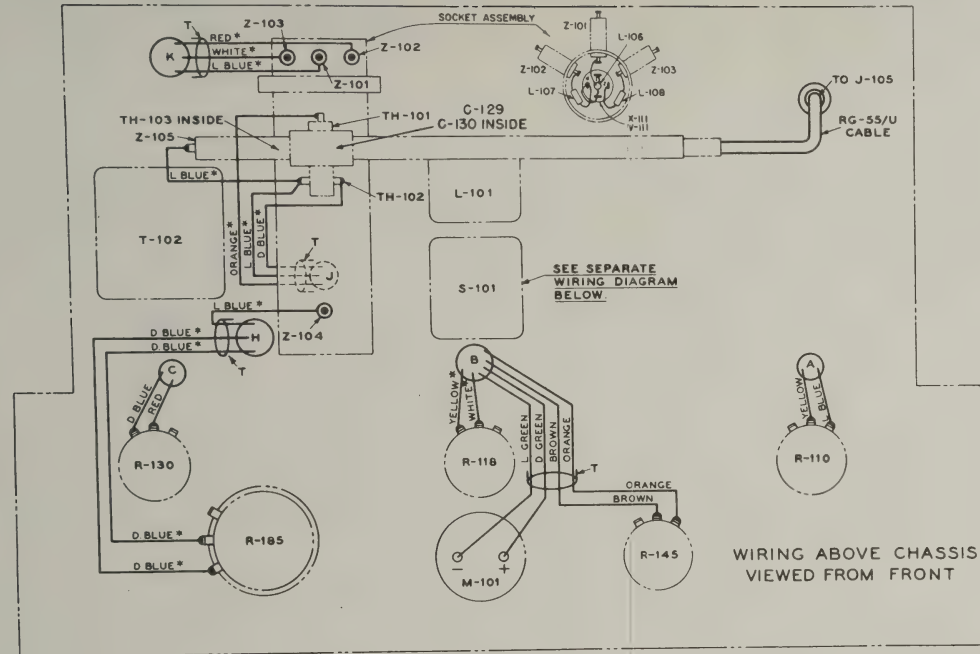 SOCKET ASSEMBLY
T
Z-103
RED*
WHITE*
L BLUE*
K
Z-102
Z-101
Z-101
L-106
Z-102
Z-103
L-107
L-108
X-111
V-111
TO J-105
RG-55/U
CABLE
TH-103 INSIDE
Z-105
TH-101
C-129
C-130 INSIDE
L BLUE*
TH-102
L-101
T-102
ORANGE*
L BLUE*
D BLUE*
T
J
S-101
SEE SEPARATE
WIRING DIAGRAM
BELOW.
L BLUE*
Z-104
D BLUE*
D BLUE*
H
T
C
D BLUE
RED
R-130
B
YELLOW*
WHITE*
L GREEN
D GREEN
BROWN
ORANGE
R-118
T
A
YELLOW
L BLUE
R-110
ORANGE
BROWN
D BLUE*
D BLUE*
R-185
M-101
- +
R-145
WIRING ABOVE CHASSIS
VIEWED FROM FRONT